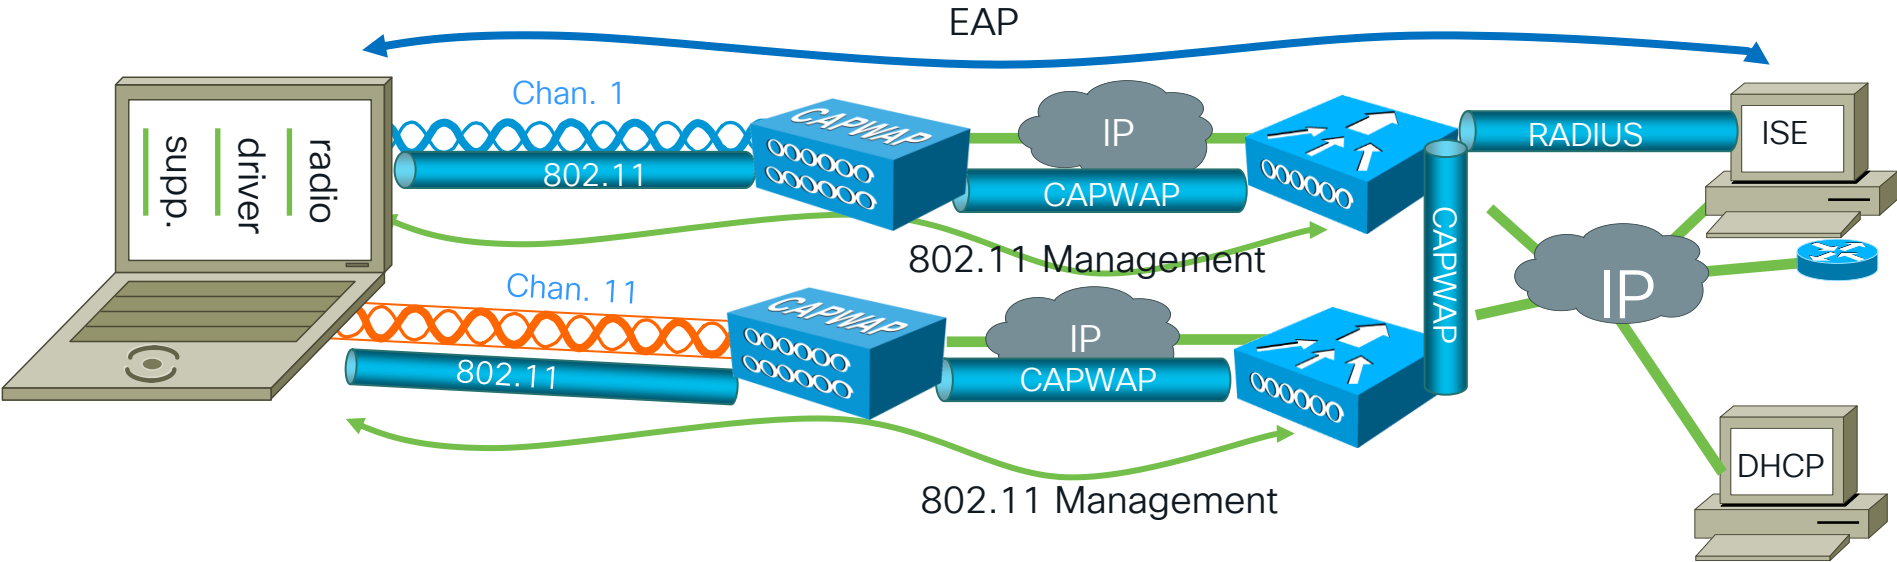 EAP
Chan. 1
CAPWAP
IP
RADIUS
ISE
radio
driver
supp.
802.11
CAPWAP
CAPWAP
802.11 Management
IP
Chan. 11
CAPWAP
IP
802.11
CAPWAP
DHCP
802.11 Management